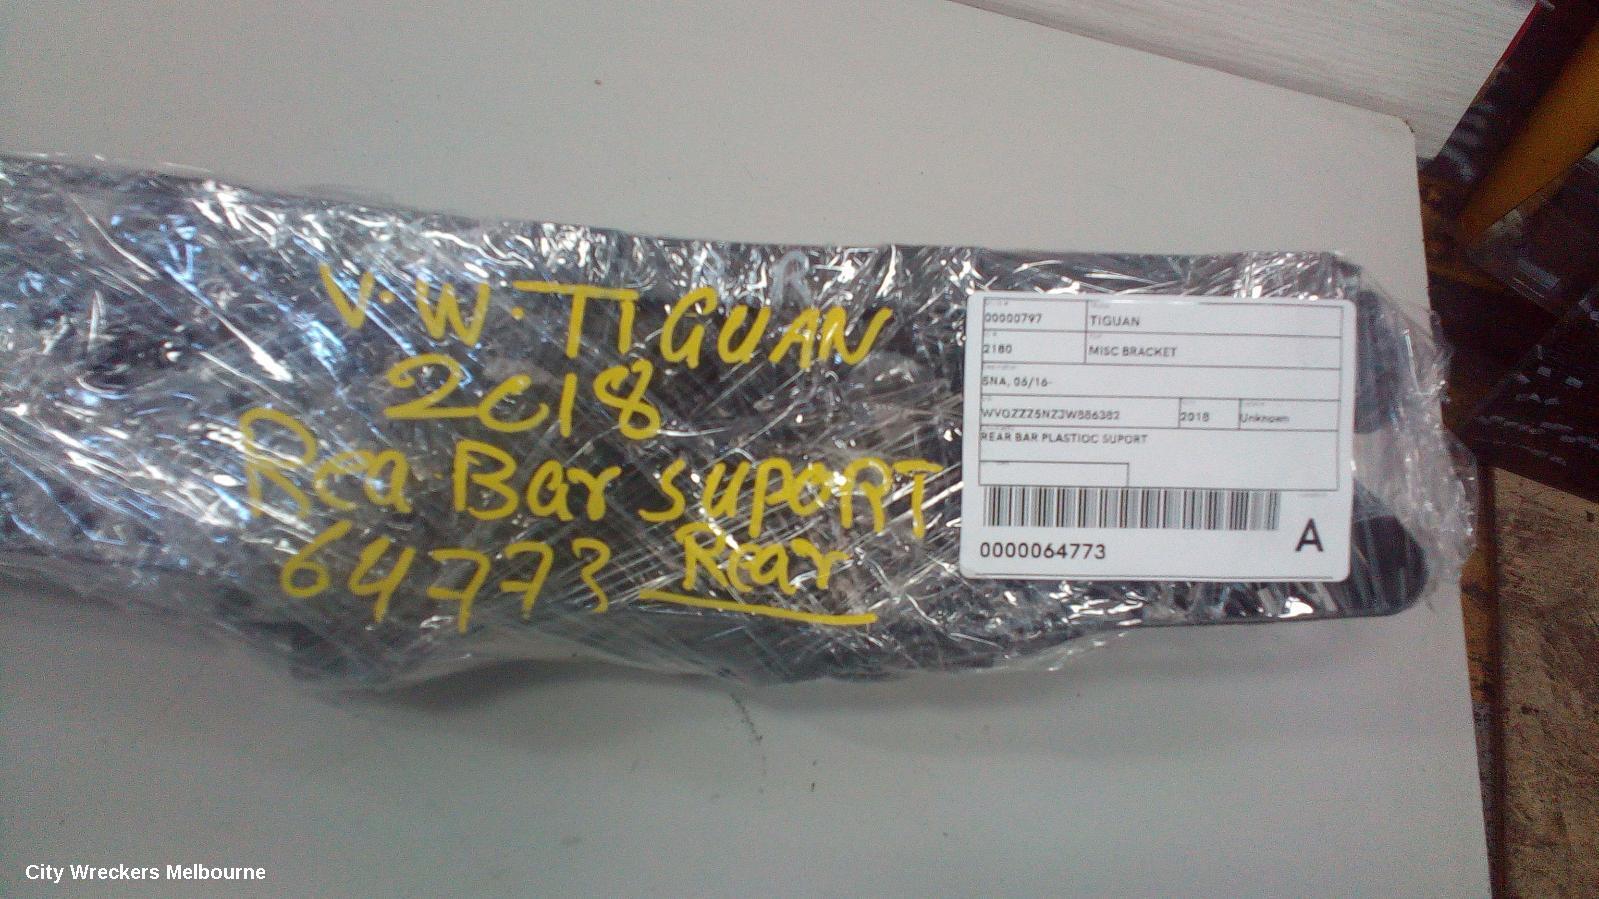 V.W. TIGUAN
2018
Rea Bar suport
64773 Rear
00000797
TIGUAN
2180
MISC BRACKET
5NA, 05/16-
WVGZZZ5NZJW886382
2018
Unknown
REAR BAR PLASTIOC SUPORT
0000064773
A
City Wreckers Melbourne